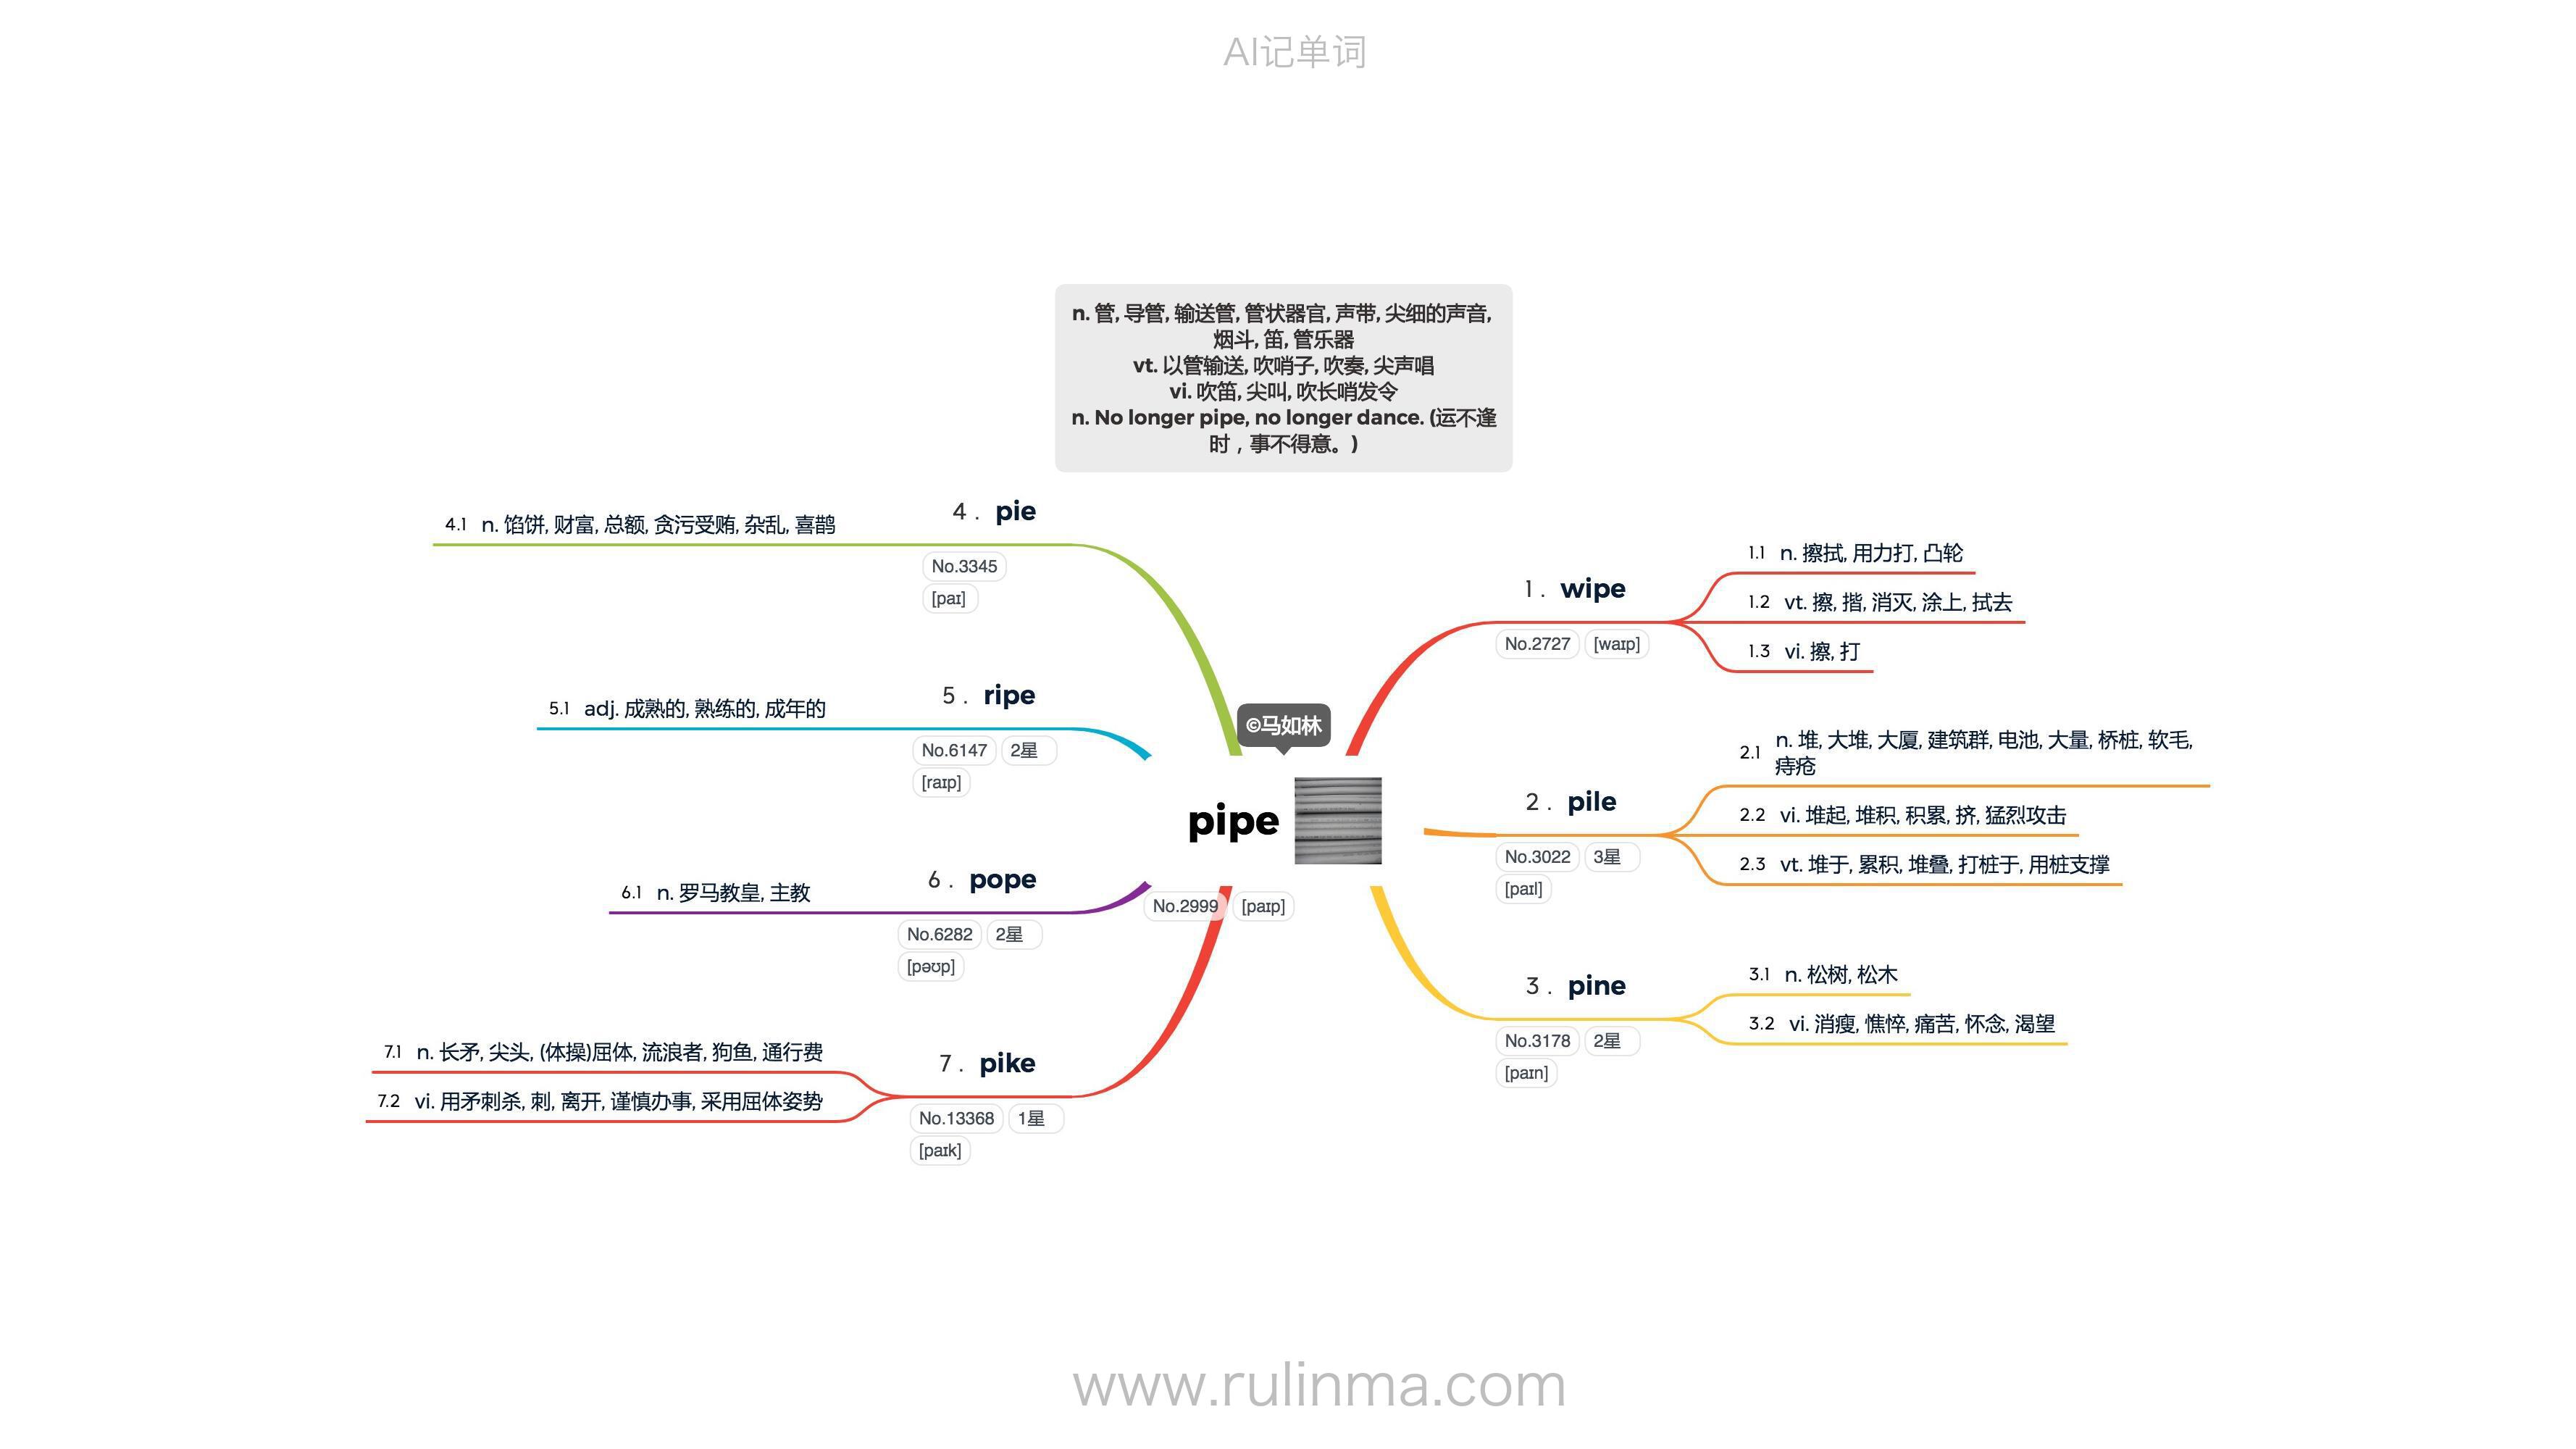 AI记单词
n. 管, 导管, 输送管, 管状器官, 声带, 尖细的声音,
烟斗, 笛, 管乐器
vt. 以管输送, 吹哨子, 吹奏, 尖声唱
vi. 吹笛, 尖叫, 吹长哨发令
n. No longer pipe, no longer dance. (运不逢
时，事不得意。)
©马如林
pipe
No.2999 [paɪp]
1. wipe
No.2727 [waɪp]
1.1 n. 擦拭, 用力打, 凸轮
1.2 vt. 擦, 揩, 消灭, 涂上, 拭去
1.3 vi. 擦, 打
2. pile
No.3022 3星
[paɪl]
2.1 n. 堆, 大堆, 大厦, 建筑群, 电池, 大量, 桥桩, 软毛,
痔疮
2.2 vi. 堆起, 堆积, 积累, 挤, 猛烈攻击
2.3 vt. 堆于, 累积, 堆叠, 打桩于, 用桩支撑
3. pine
No.3178 2星
[paɪn]
3.1 n. 松树, 松木
3.2 vi. 消瘦, 憔悴, 痛苦, 怀念, 渴望
4. pie
No.3345
[paɪ]
4.1 n. 馅饼, 财富, 总额, 贪污受贿, 杂乱, 喜鹊
5. ripe
No.6147 2星
[raɪp]
5.1 adj. 成熟的, 熟练的, 成年的
6. pope
No.6282 2星
[pəʊp]
6.1 n. 罗马教皇, 主教
7. pike
No.13368 1星
[paɪk]
7.1 n. 长矛, 尖头, (体操)屈体, 流浪者, 狗鱼, 通行费
7.2 vi. 用矛刺杀, 刺, 离开, 谨慎办事, 采用屈体姿势
www.rulinma.com